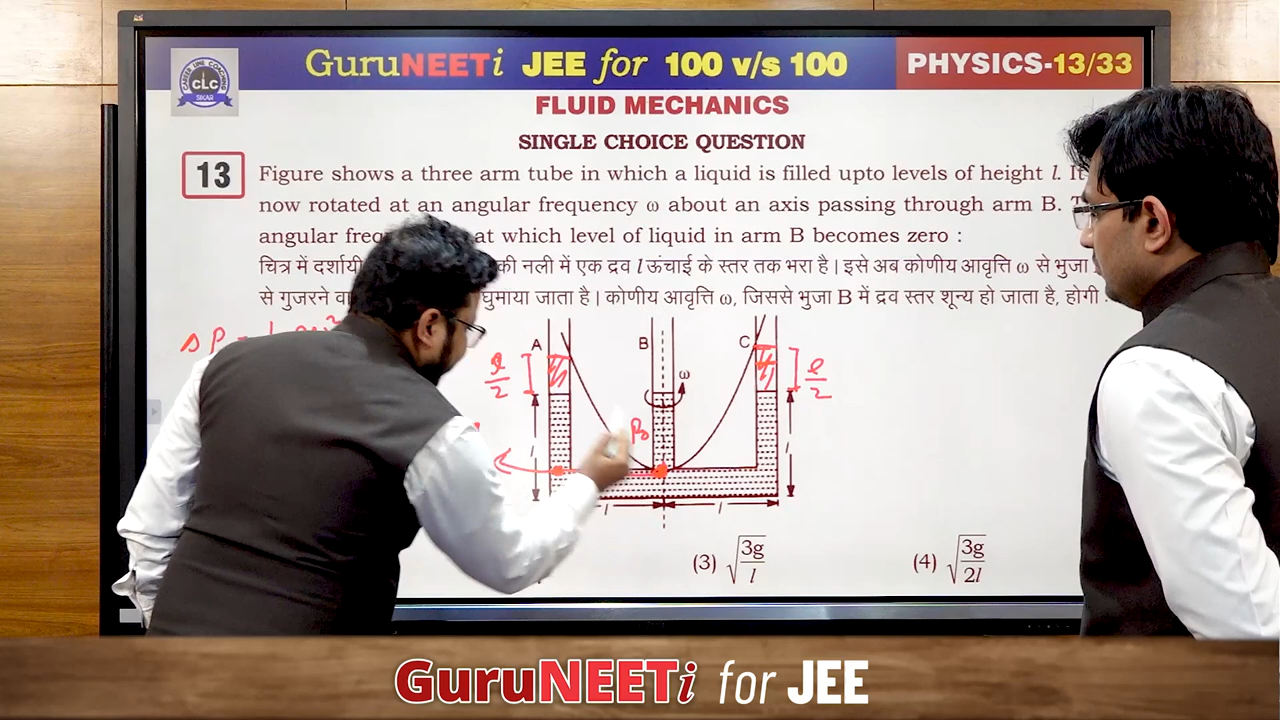 GuruNEETi JEE for 100 v/s 100
PHYSICS-13/33
CLC
SIKAR
FLUID MECHANICS
SINGLE CHOICE QUESTION
13
Figure shows a three arm tube in which a liquid is filled upto levels of height l. It
now rotated at an angular frequency ω about an axis passing through arm B. T
angular freq at which level of liquid in arm B becomes zero :
चित्र में दर्शायी की नली में एक द्रव l ऊंचाई के स्तर तक भरा है। इसे अब कोणीय आवृत्ति ω से भुजा
से गुजरने वा घुमाया जाता है। कोणीय आवृत्ति ω, जिससे भुजा B में द्रव स्तर शून्य हो जाता है, होगी :
A B C
ℓ/2 ω ℓ/2
P₀
l l
l l
(3) √(3g/l) (4) √(3g/2l)
GuruNEETi for JEE